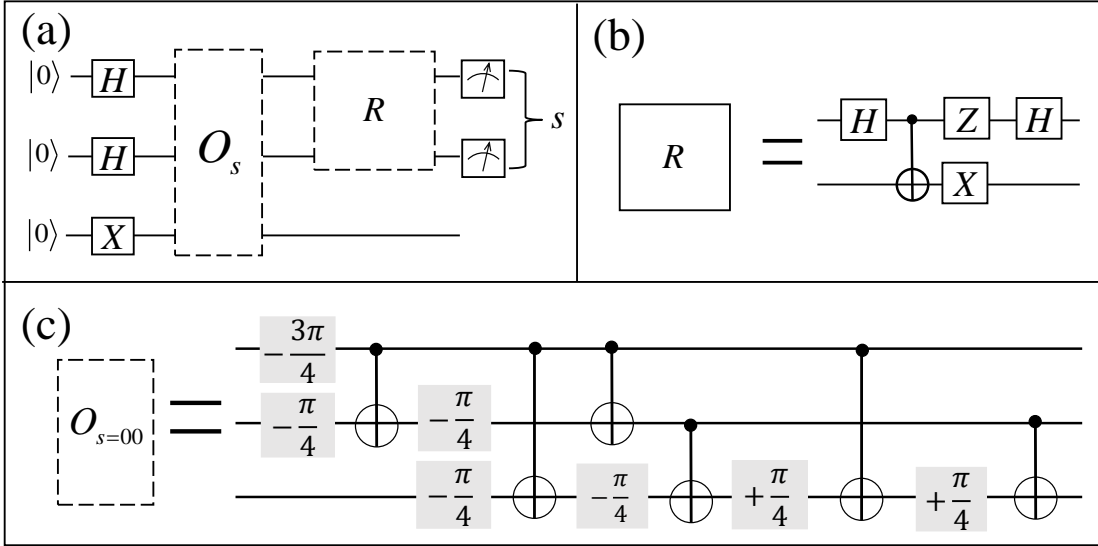 (a)
|0⟩ H
|0⟩ H
|0⟩ X
O_s
R
s
(b)
R = H Z H
X
(c)
O_{s=00} =
-3π/4
-π/4 -π/4
-π/4 -π/4 +π/4 +π/4